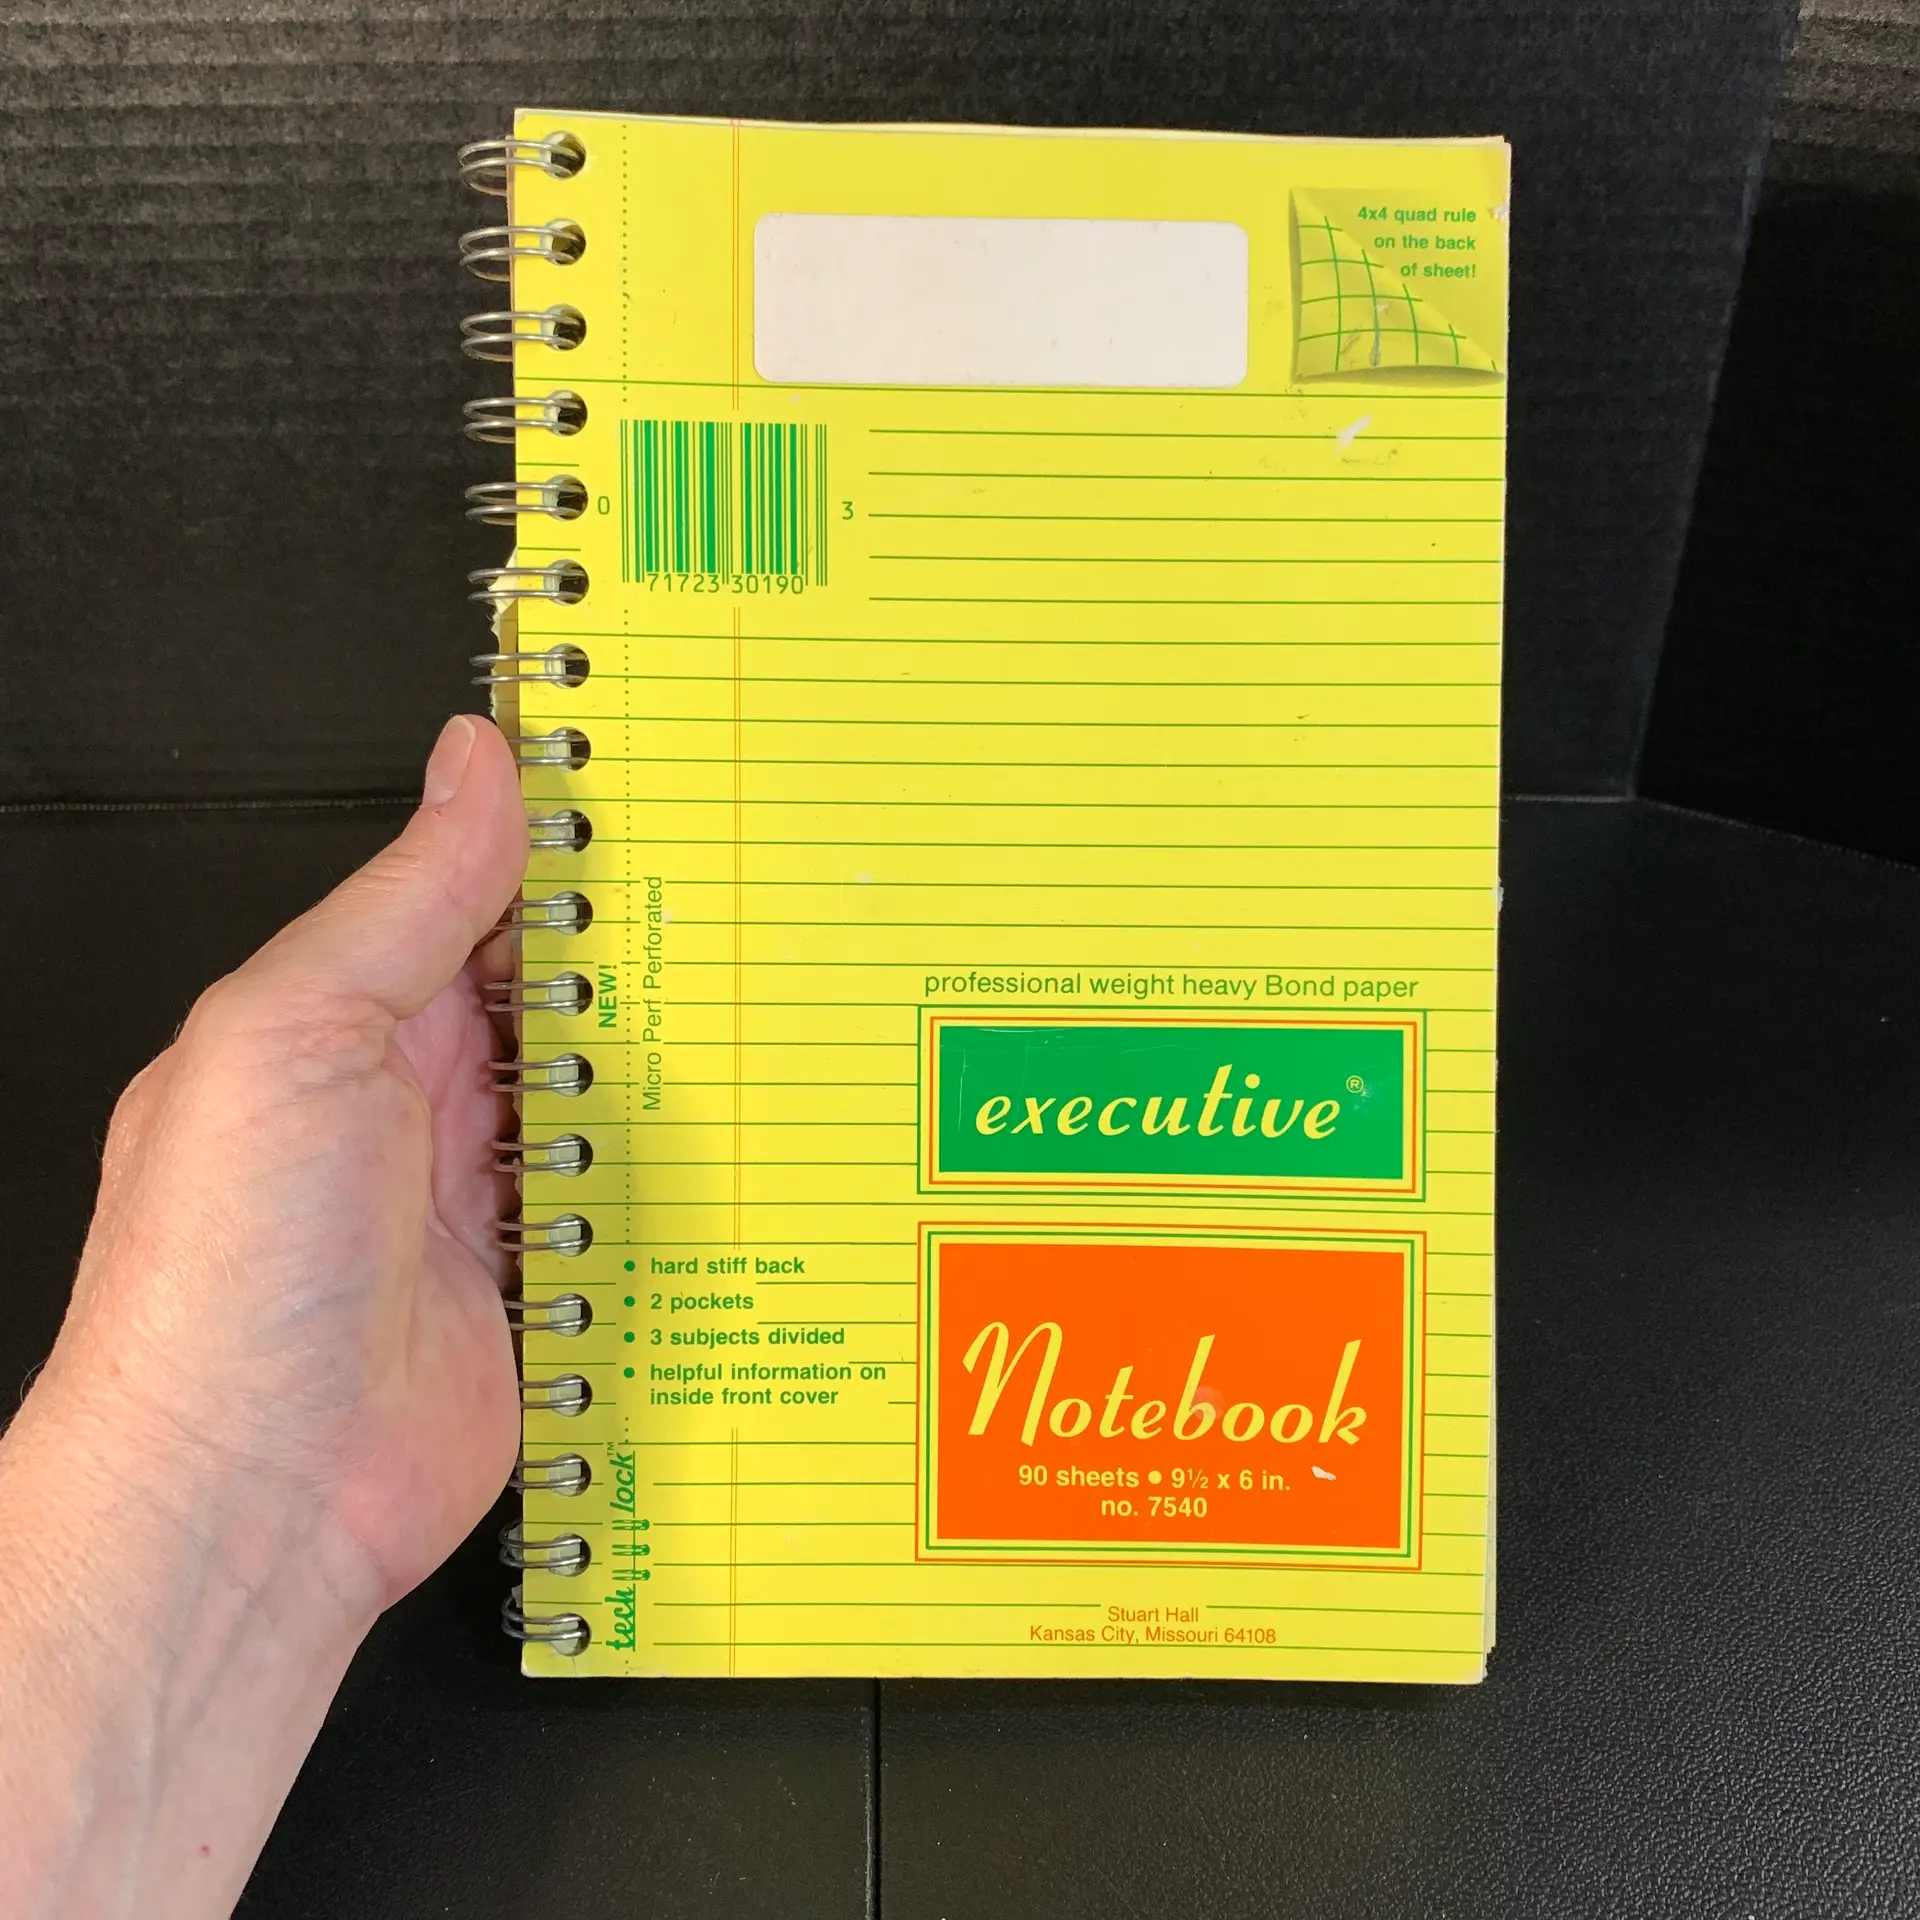 4x4 quad rule
on the back
of sheet!
0 71723 30190 3
NEW!
Micro Perf Perforated
professional weight heavy Bond paper
executive®
• hard stiff back
• 2 pockets
• 3 subjects divided
• helpful information on
inside front cover
Notebook
90 sheets • 9½ x 6 in.
no. 7540
tech lock™
Stuart Hall
Kansas City, Missouri 64108